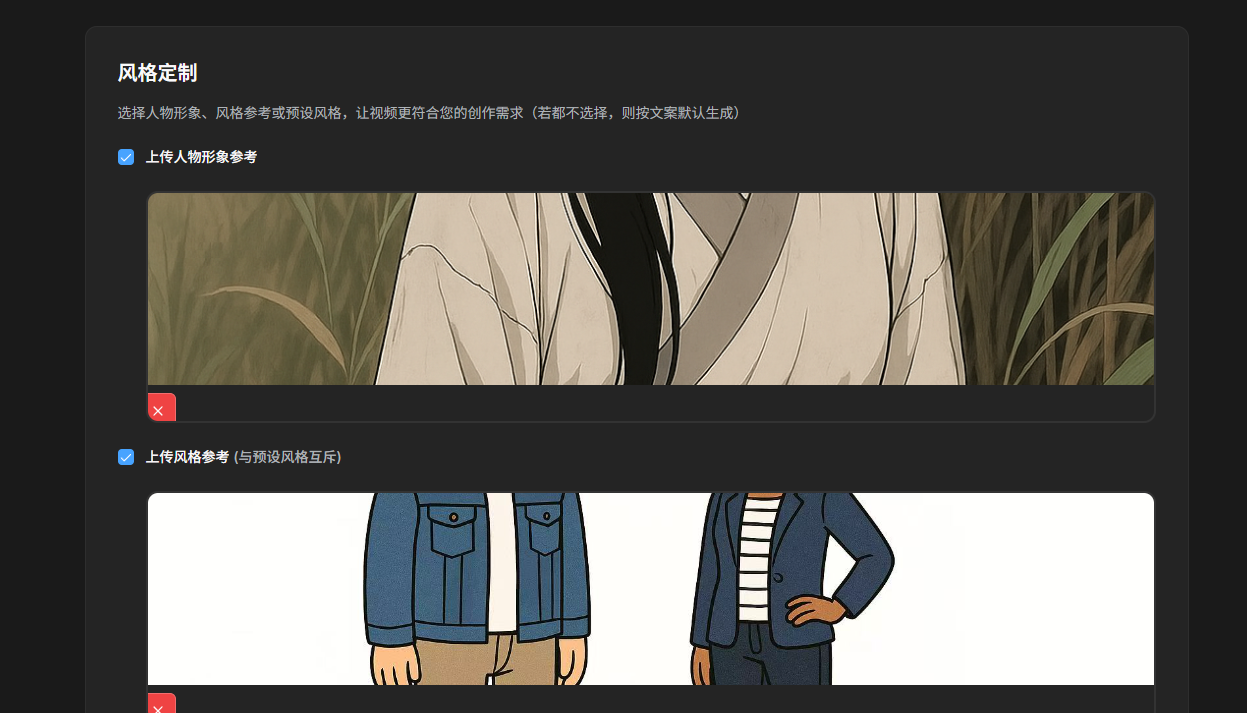 风格定制
选择人物形象、风格参考或预设风格，让视频更符合您的创作需求（若都不选择，则按文案默认生成）
上传人物形象参考
上传风格参考 (与预设风格互斥)